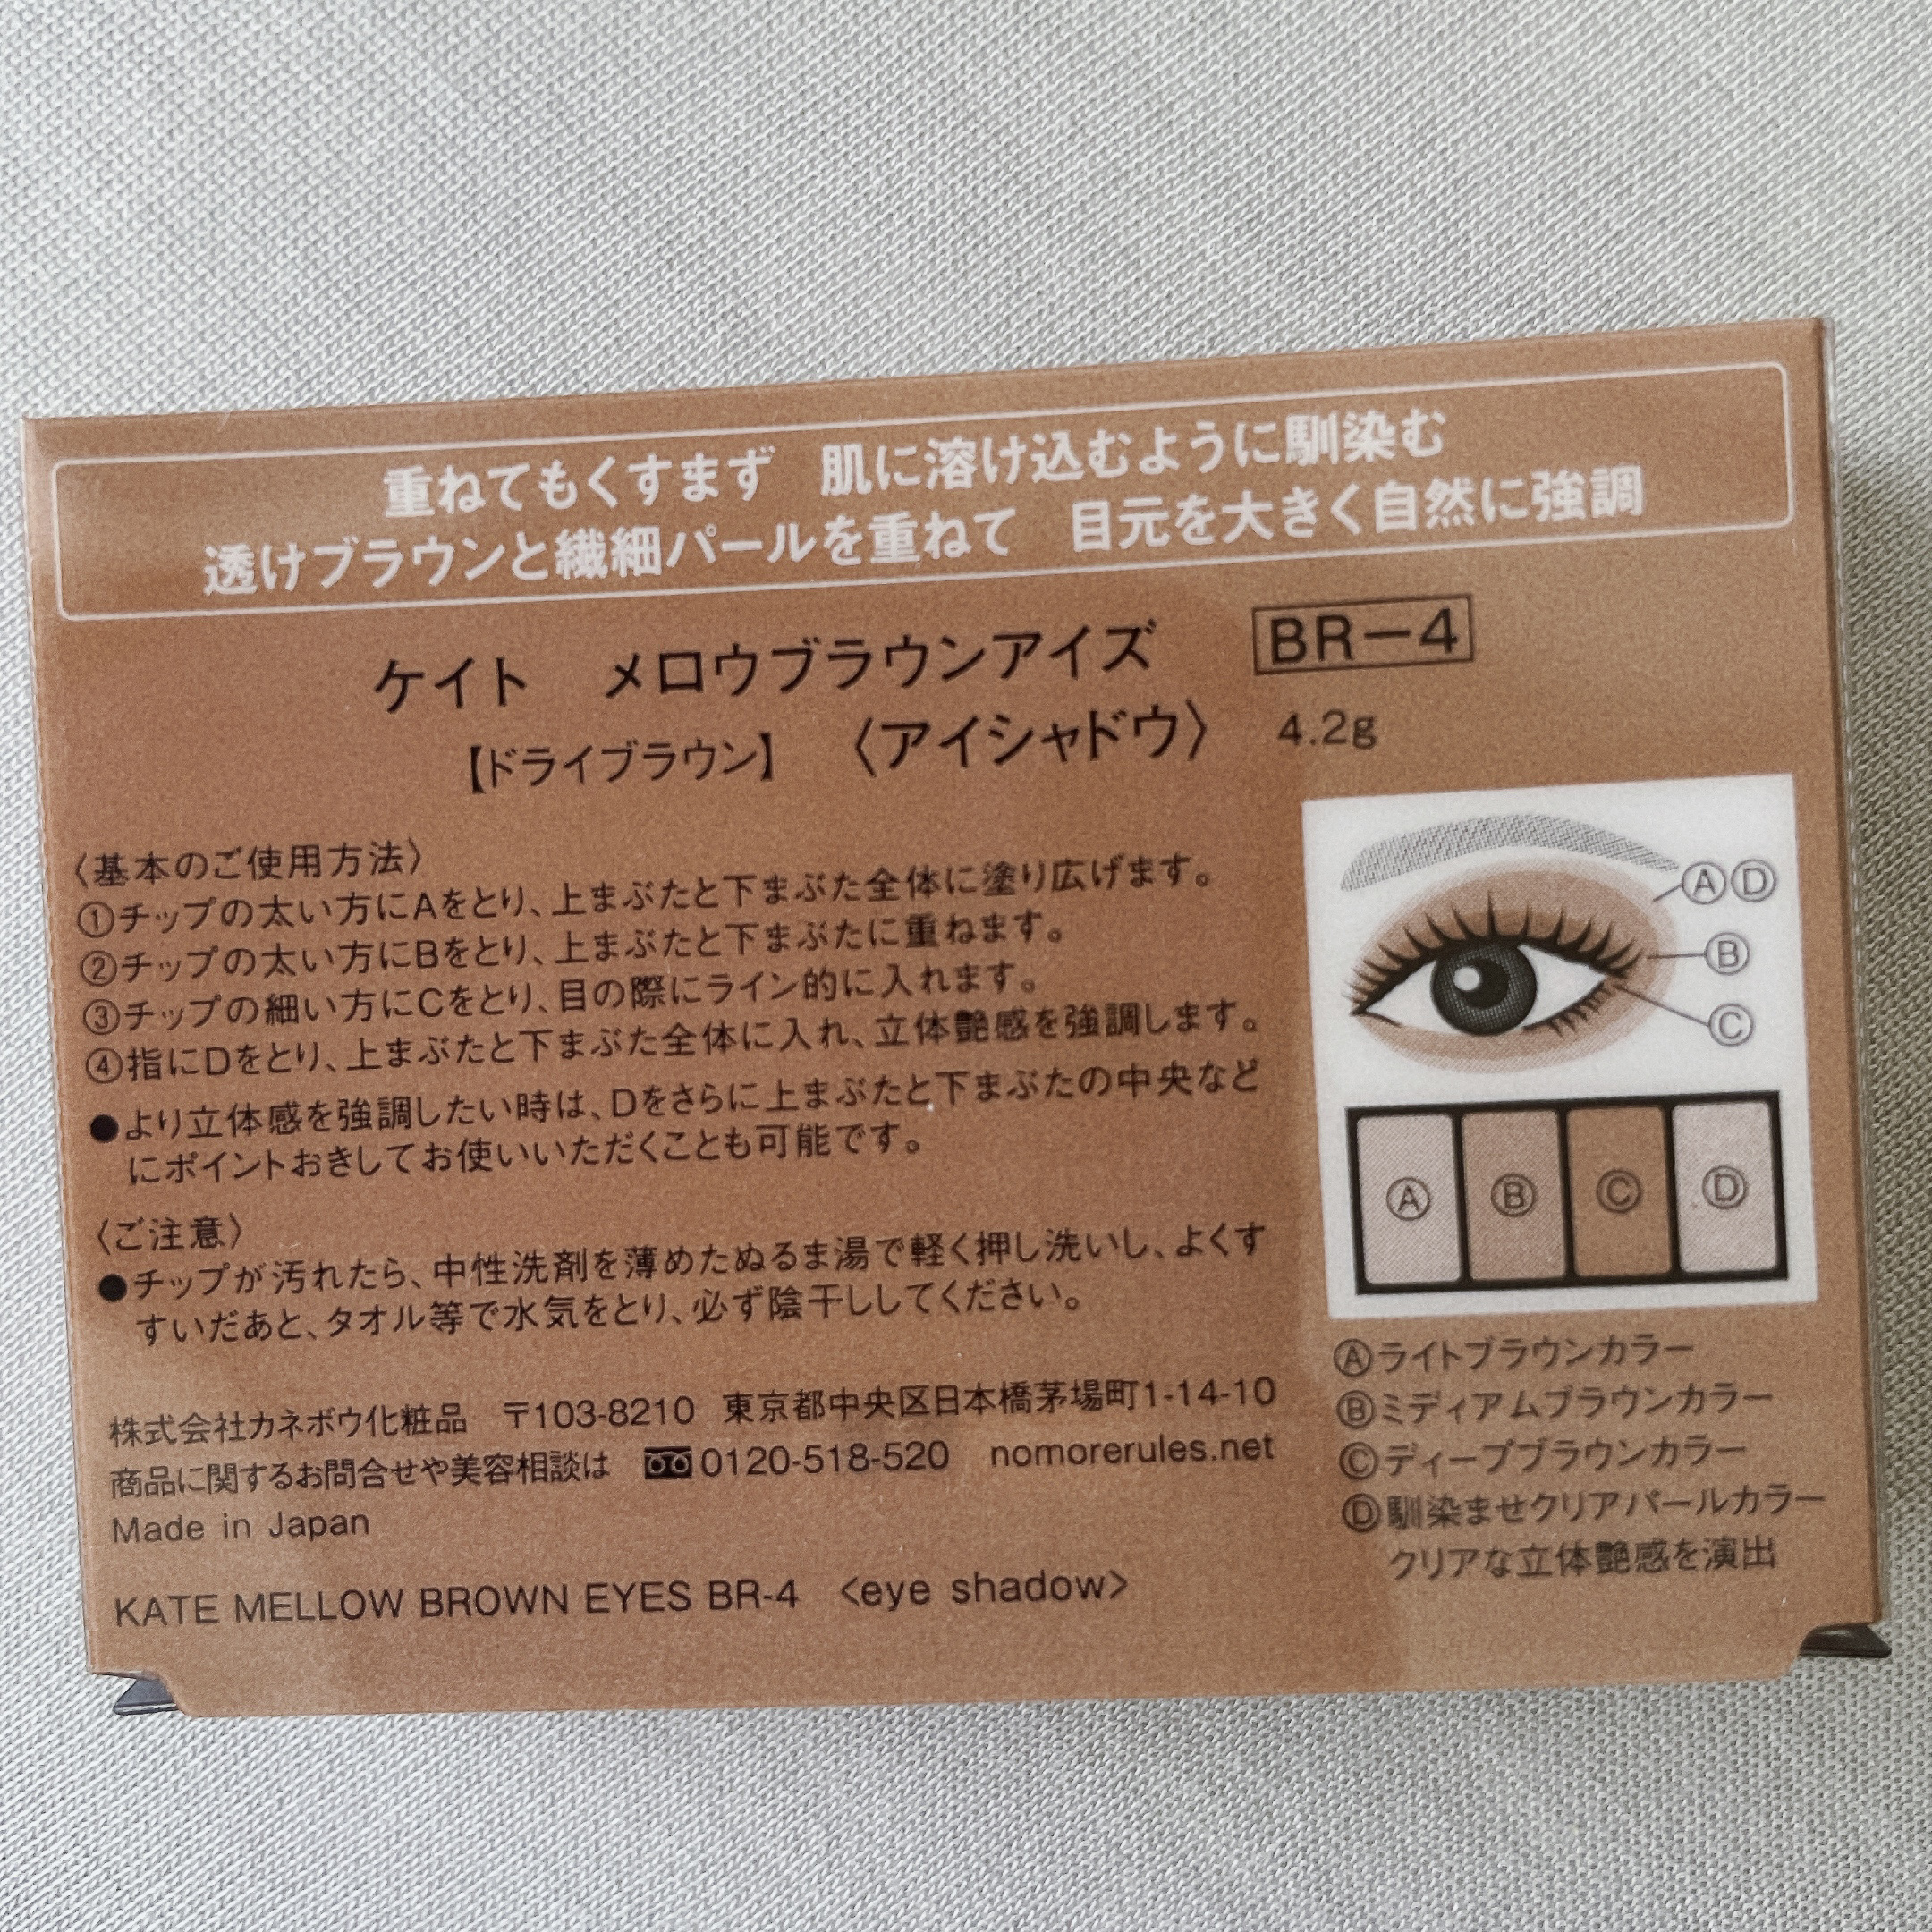 重ねてもくすまず　肌に溶け込むように馴染む
透けブラウンと繊細パールを重ねて　目元を大きく自然に強調
ケイト　メロウブラウンアイズ　BR－4
【ドライブラウン】　〈アイシャドウ〉　4.2g
〈基本のご使用方法〉
①チップの太い方にAをとり、上まぶたと下まぶた全体に塗り広げます。
②チップの太い方にBをとり、上まぶたと下まぶたに重ねます。
③チップの細い方にCをとり、目の際にライン的に入れます。
④指にDをとり、上まぶたと下まぶた全体に入れ、立体艶感を強調します。
●より立体感を強調したい時は、Dをさらに上まぶたと下まぶたの中央など
にポイントおきしてお使いいただくことも可能です。
〈ご注意〉
●チップが汚れたら、中性洗剤を薄めたぬるま湯で軽く押し洗いし、よくす
すいだあと、タオル等で水気をとり、必ず陰干ししてください。
株式会社カネボウ化粧品　〒103-8210　東京都中央区日本橋茅場町1-14-10
商品に関するお問合せや美容相談は　0120-518-520　nomorerules.net
Made in Japan
KATE MELLOW BROWN EYES BR-4　<eye shadow>
Ⓐ Ⓓ
Ⓑ
Ⓒ
Ⓐ Ⓑ Ⓒ Ⓓ
Ⓐライトブラウンカラー
Ⓑミディアムブラウンカラー
Ⓒディープブラウンカラー
Ⓓ馴染ませクリアパールカラー
クリアな立体艶感を演出